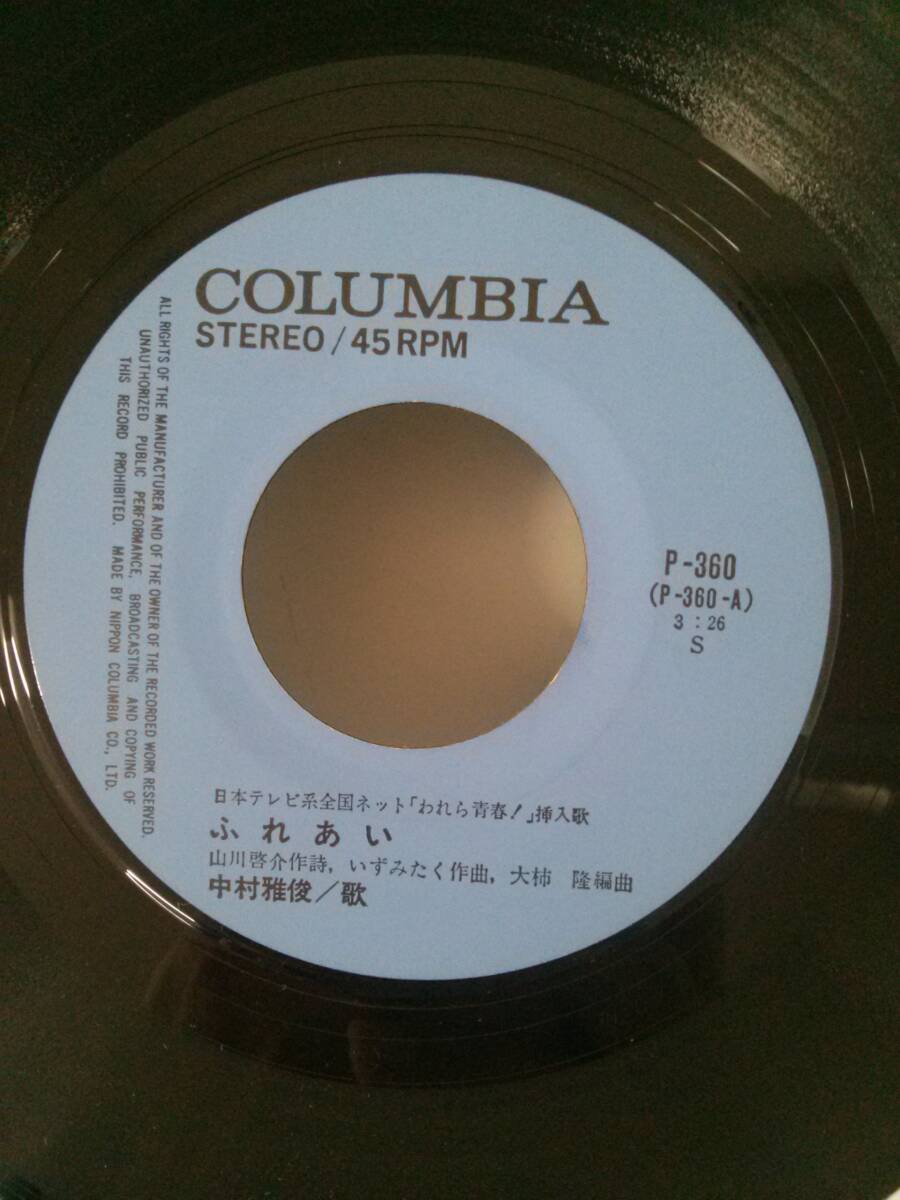 COLUMBIA
STEREO / 45 RPM
ALL RIGHTS OF THE MANUFACTURER AND OF THE OWNER OF THE RECORDED WORK RESERVED.
UNAUTHORIZED PUBLIC PERFORMANCE, BROADCASTING AND COPYING OF
THIS RECORD PROHIBITED. MADE BY NIPPON COLUMBIA CO., LTD.
P-360
(P-360-A)
3:26
S
日本テレビ系全国ネット「われら青春!」挿入歌
ふれあい
山川啓介作詩, いずみたく作曲, 大柿 隆編曲
中村雅俊/歌